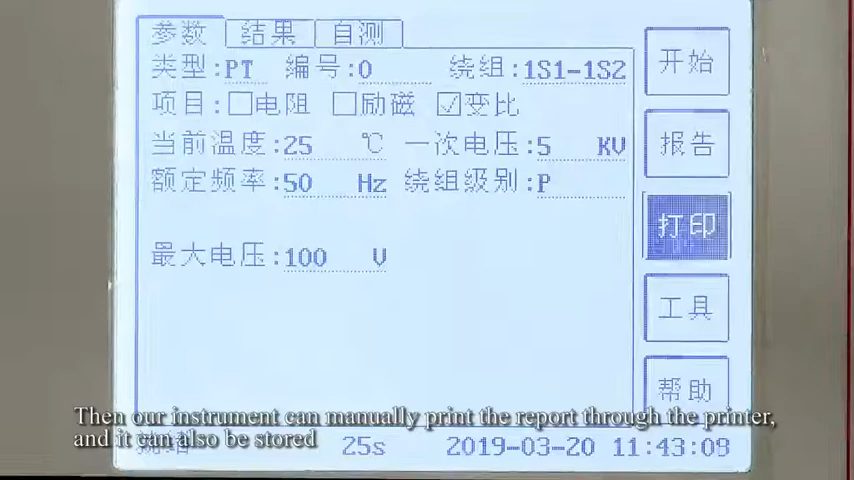 参数 结果 自测
类型:PT 编号:0 绕组:1S1-1S2
项目: 电阻 励磁 变比
当前温度:25 ℃ 一次电压:5 KV
额定频率:50 Hz 绕组级别:P
最大电压:100 V
开始
报告
打印
工具
帮助
Then our instrument can manually print the report through the printer,
and it can also be stored
25s 2019-03-20 11:43:08